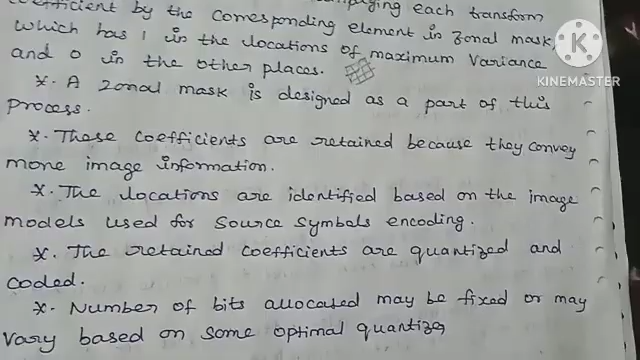 each transform
coefficient by the corresponding element in zonal mask,
which has 1 in the locations of maximum variance
and 0 in the other places.
KINEMASTER
*. A zonal mask is designed as a part of this
process.
*. Those coefficients are retained because they convey
more image information.
*. The locations are identified based on the image
models used for source symbols encoding.
*. The retained coefficients are quantized and
coded.
*. Number of bits allocated may be fixed or may
vary based on some optimal quantizer